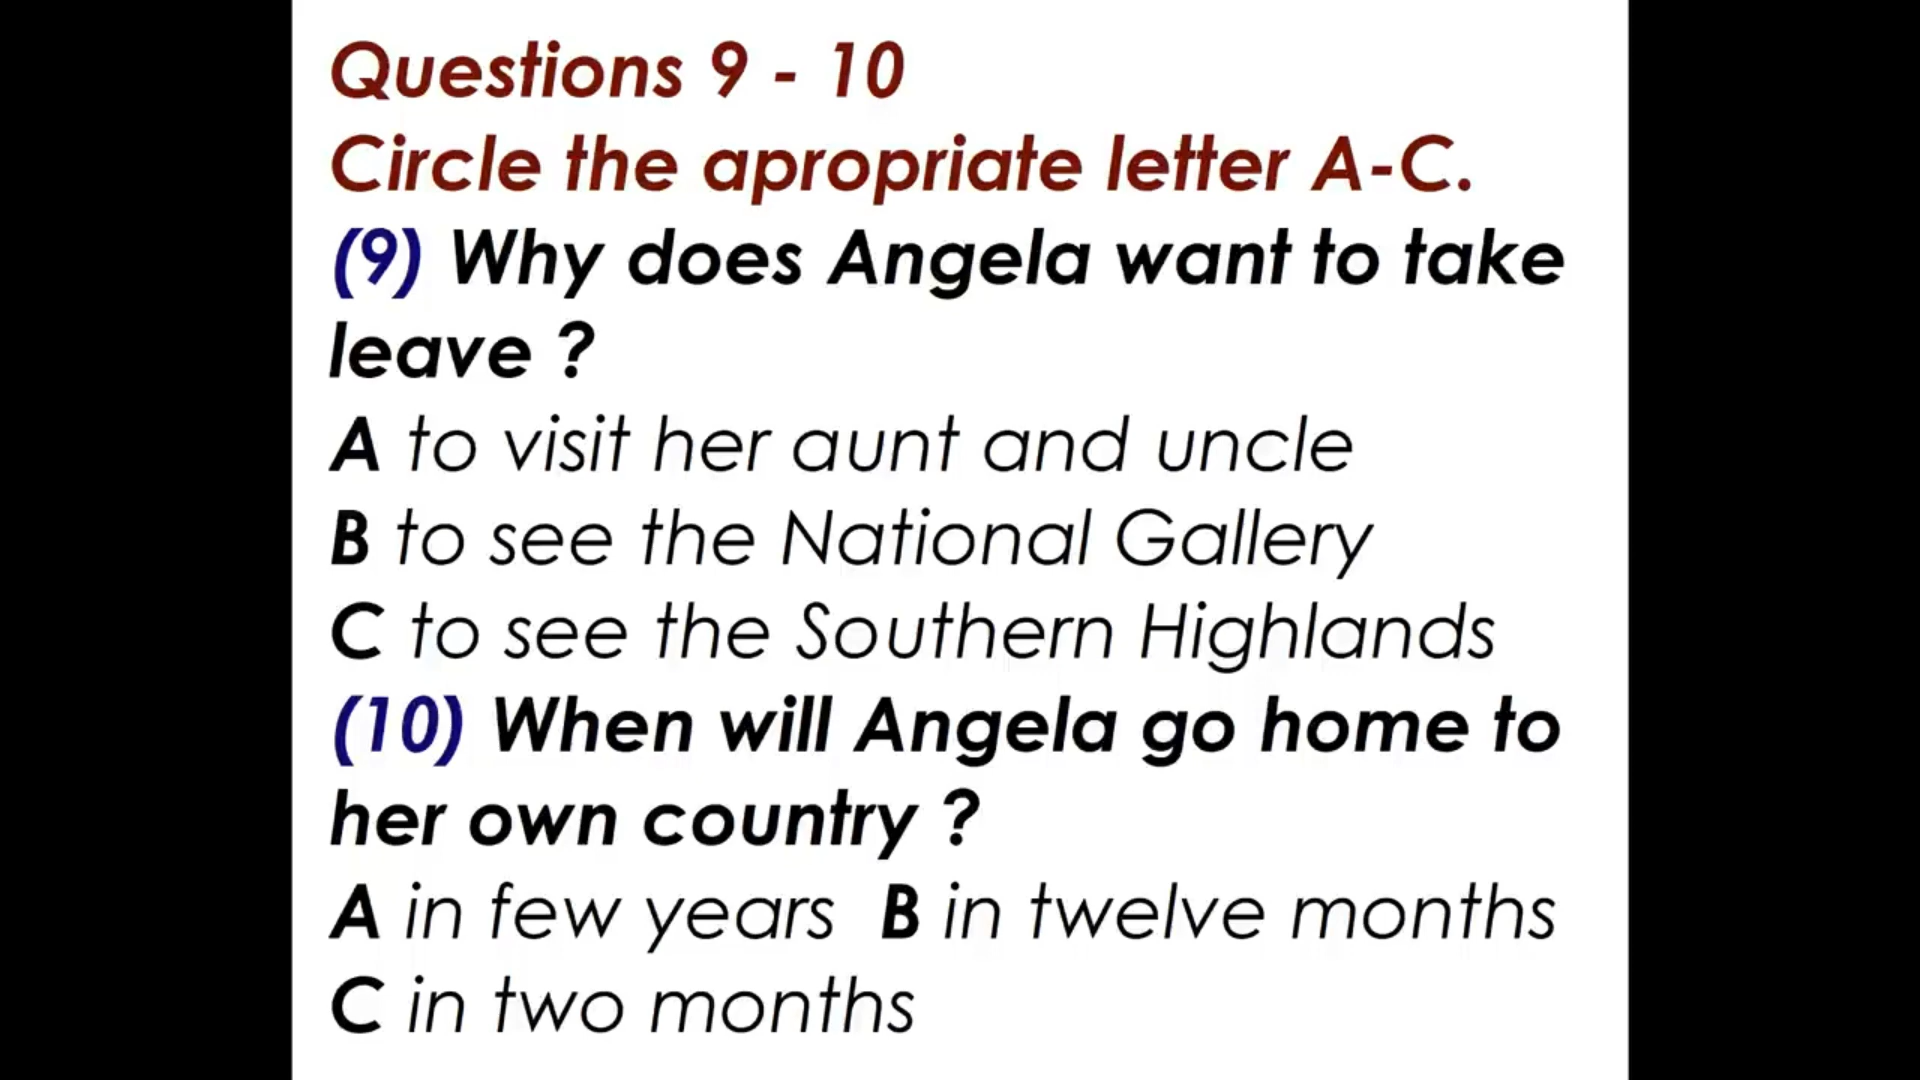 Questions 9 - 10
Circle the apropriate letter A-C.
(9) Why does Angela want to take
leave ?
A to visit her aunt and uncle
B to see the National Gallery
C to see the Southern Highlands
(10) When will Angela go home to
her own country ?
A in few years B in twelve months
C in two months